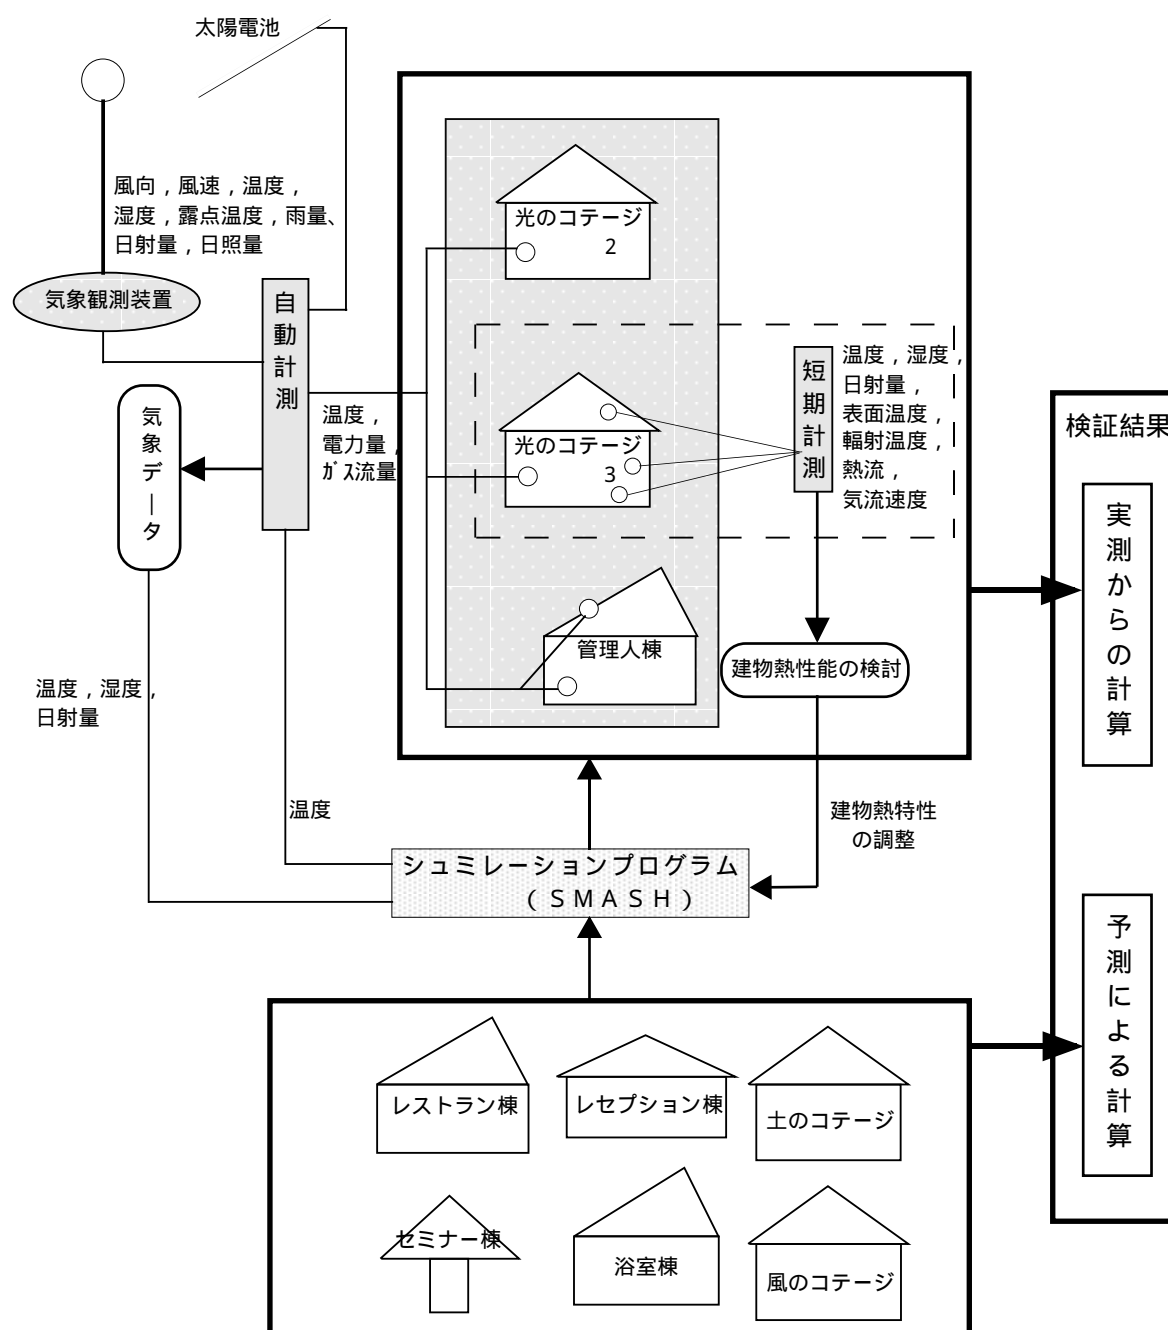 太陽電池
風向，風速，温度，
湿度，露点温度，雨量、
日射量，日照量
気象観測装置
自動計測
気象データ
温度，
電力量，
ｶﾞｽ流量
光のコテージ
2
光のコテージ
3
管理人棟
短期計測
温度，湿度，
日射量，
表面温度，
輻射温度，
熱流，
気流速度
建物熱性能の検討
検証結果
実測からの計算
温度，湿度，
日射量
温度
建物熱特性
の調整
シュミレーションプログラム
（ＳＭＡＳＨ）
予測による計算
レストラン棟
レセプション棟
土のコテージ
セミナー棟
浴室棟
風のコテージ